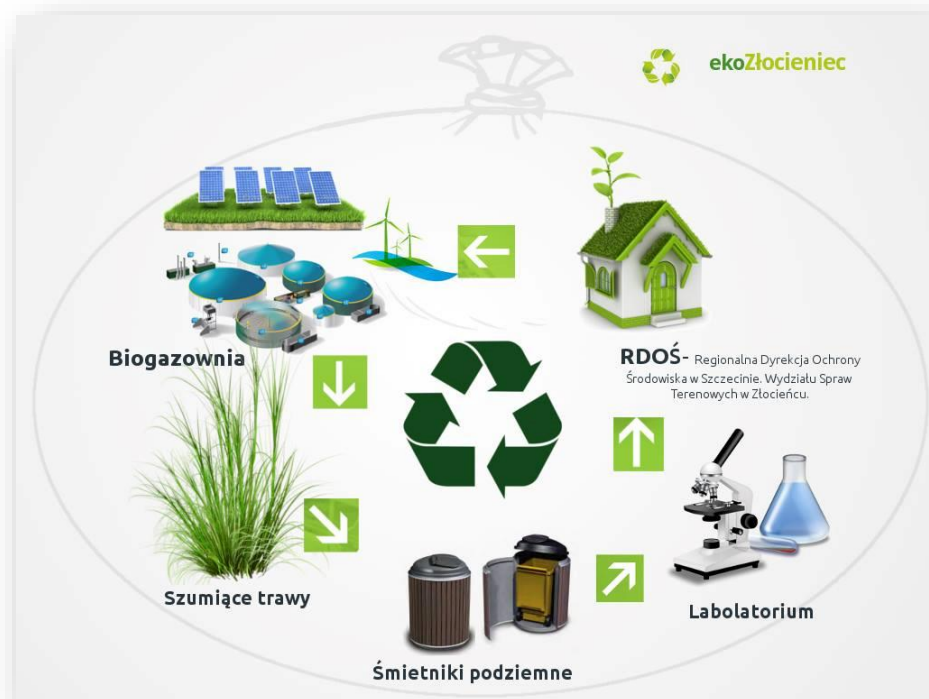 ekoZłocieniec
Biogazownia
RDOŚ- Regionalna Dyrekcja Ochrony
Środowiska w Szczecinie. Wydziału Spraw
Terenowych w Złocieńcu.
Szumiące trawy
Labolatorium
Śmietniki podziemne